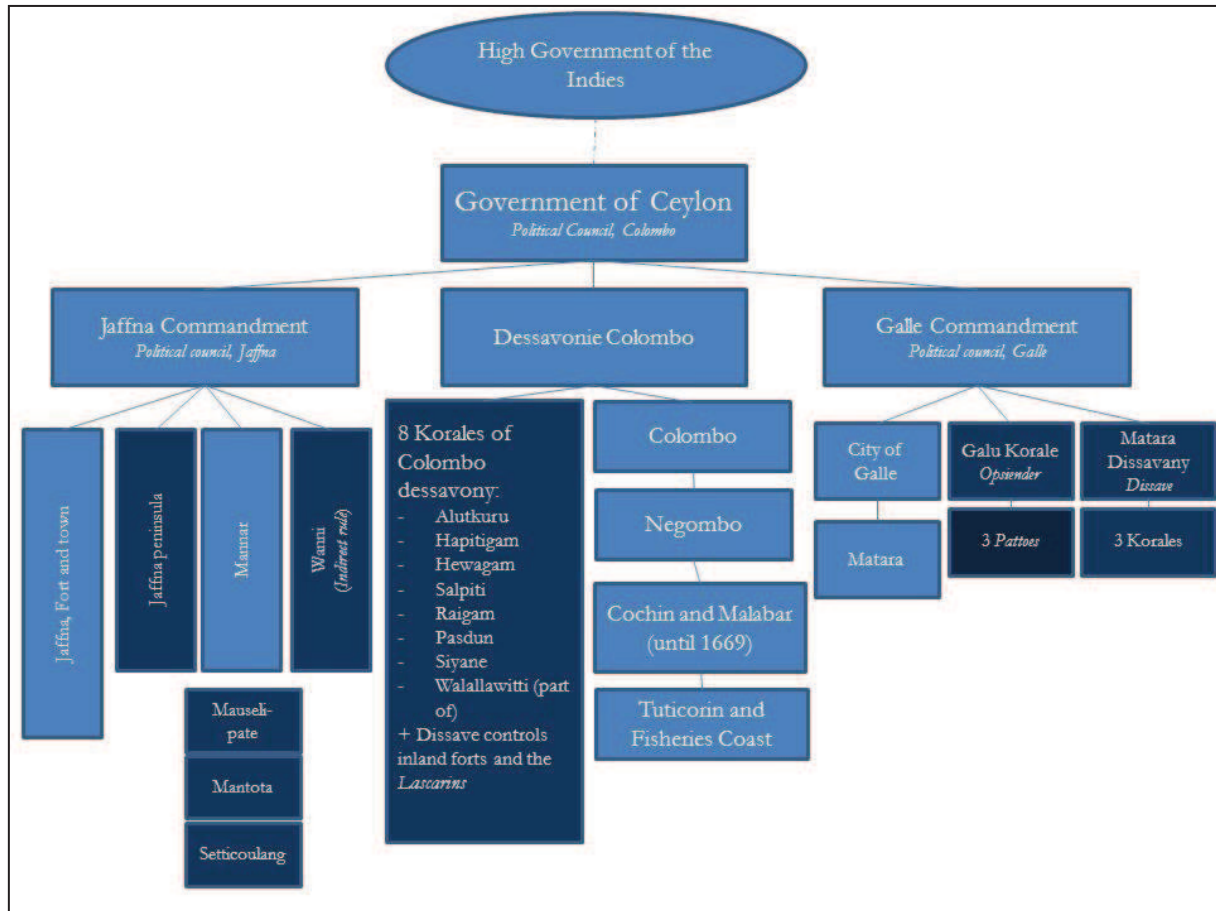 High Government of the
Indies
Government of Ceylon
Political Council, Colombo
Jaffna Commandment
Political council, Jaffna
Dessavonie Colombo
Galle Commandment
Political council, Galle
Jaffna, Fort and town
Jaffna peninsula
Mannar
Wanni
(Indirect rule)
Mauseli-
pate
Mantota
Setticoulang
8 Korales of
Colombo
dessavony:
- Alutkuru
- Hapitigam
- Hewagam
- Salpiti
- Raigam
- Pasdun
- Siyane
- Walallawitti (part
of)
+ Dissave controls
inland forts and the
Lascarins
Colombo
Negombo
Cochin and Malabar
(until 1669)
Tuticorin and
Fisheries Coast
City of
Galle
Matara
Galu Korale
Opsiender
3 Pattoes
Matara
Dissavany
Dissave
3 Korales